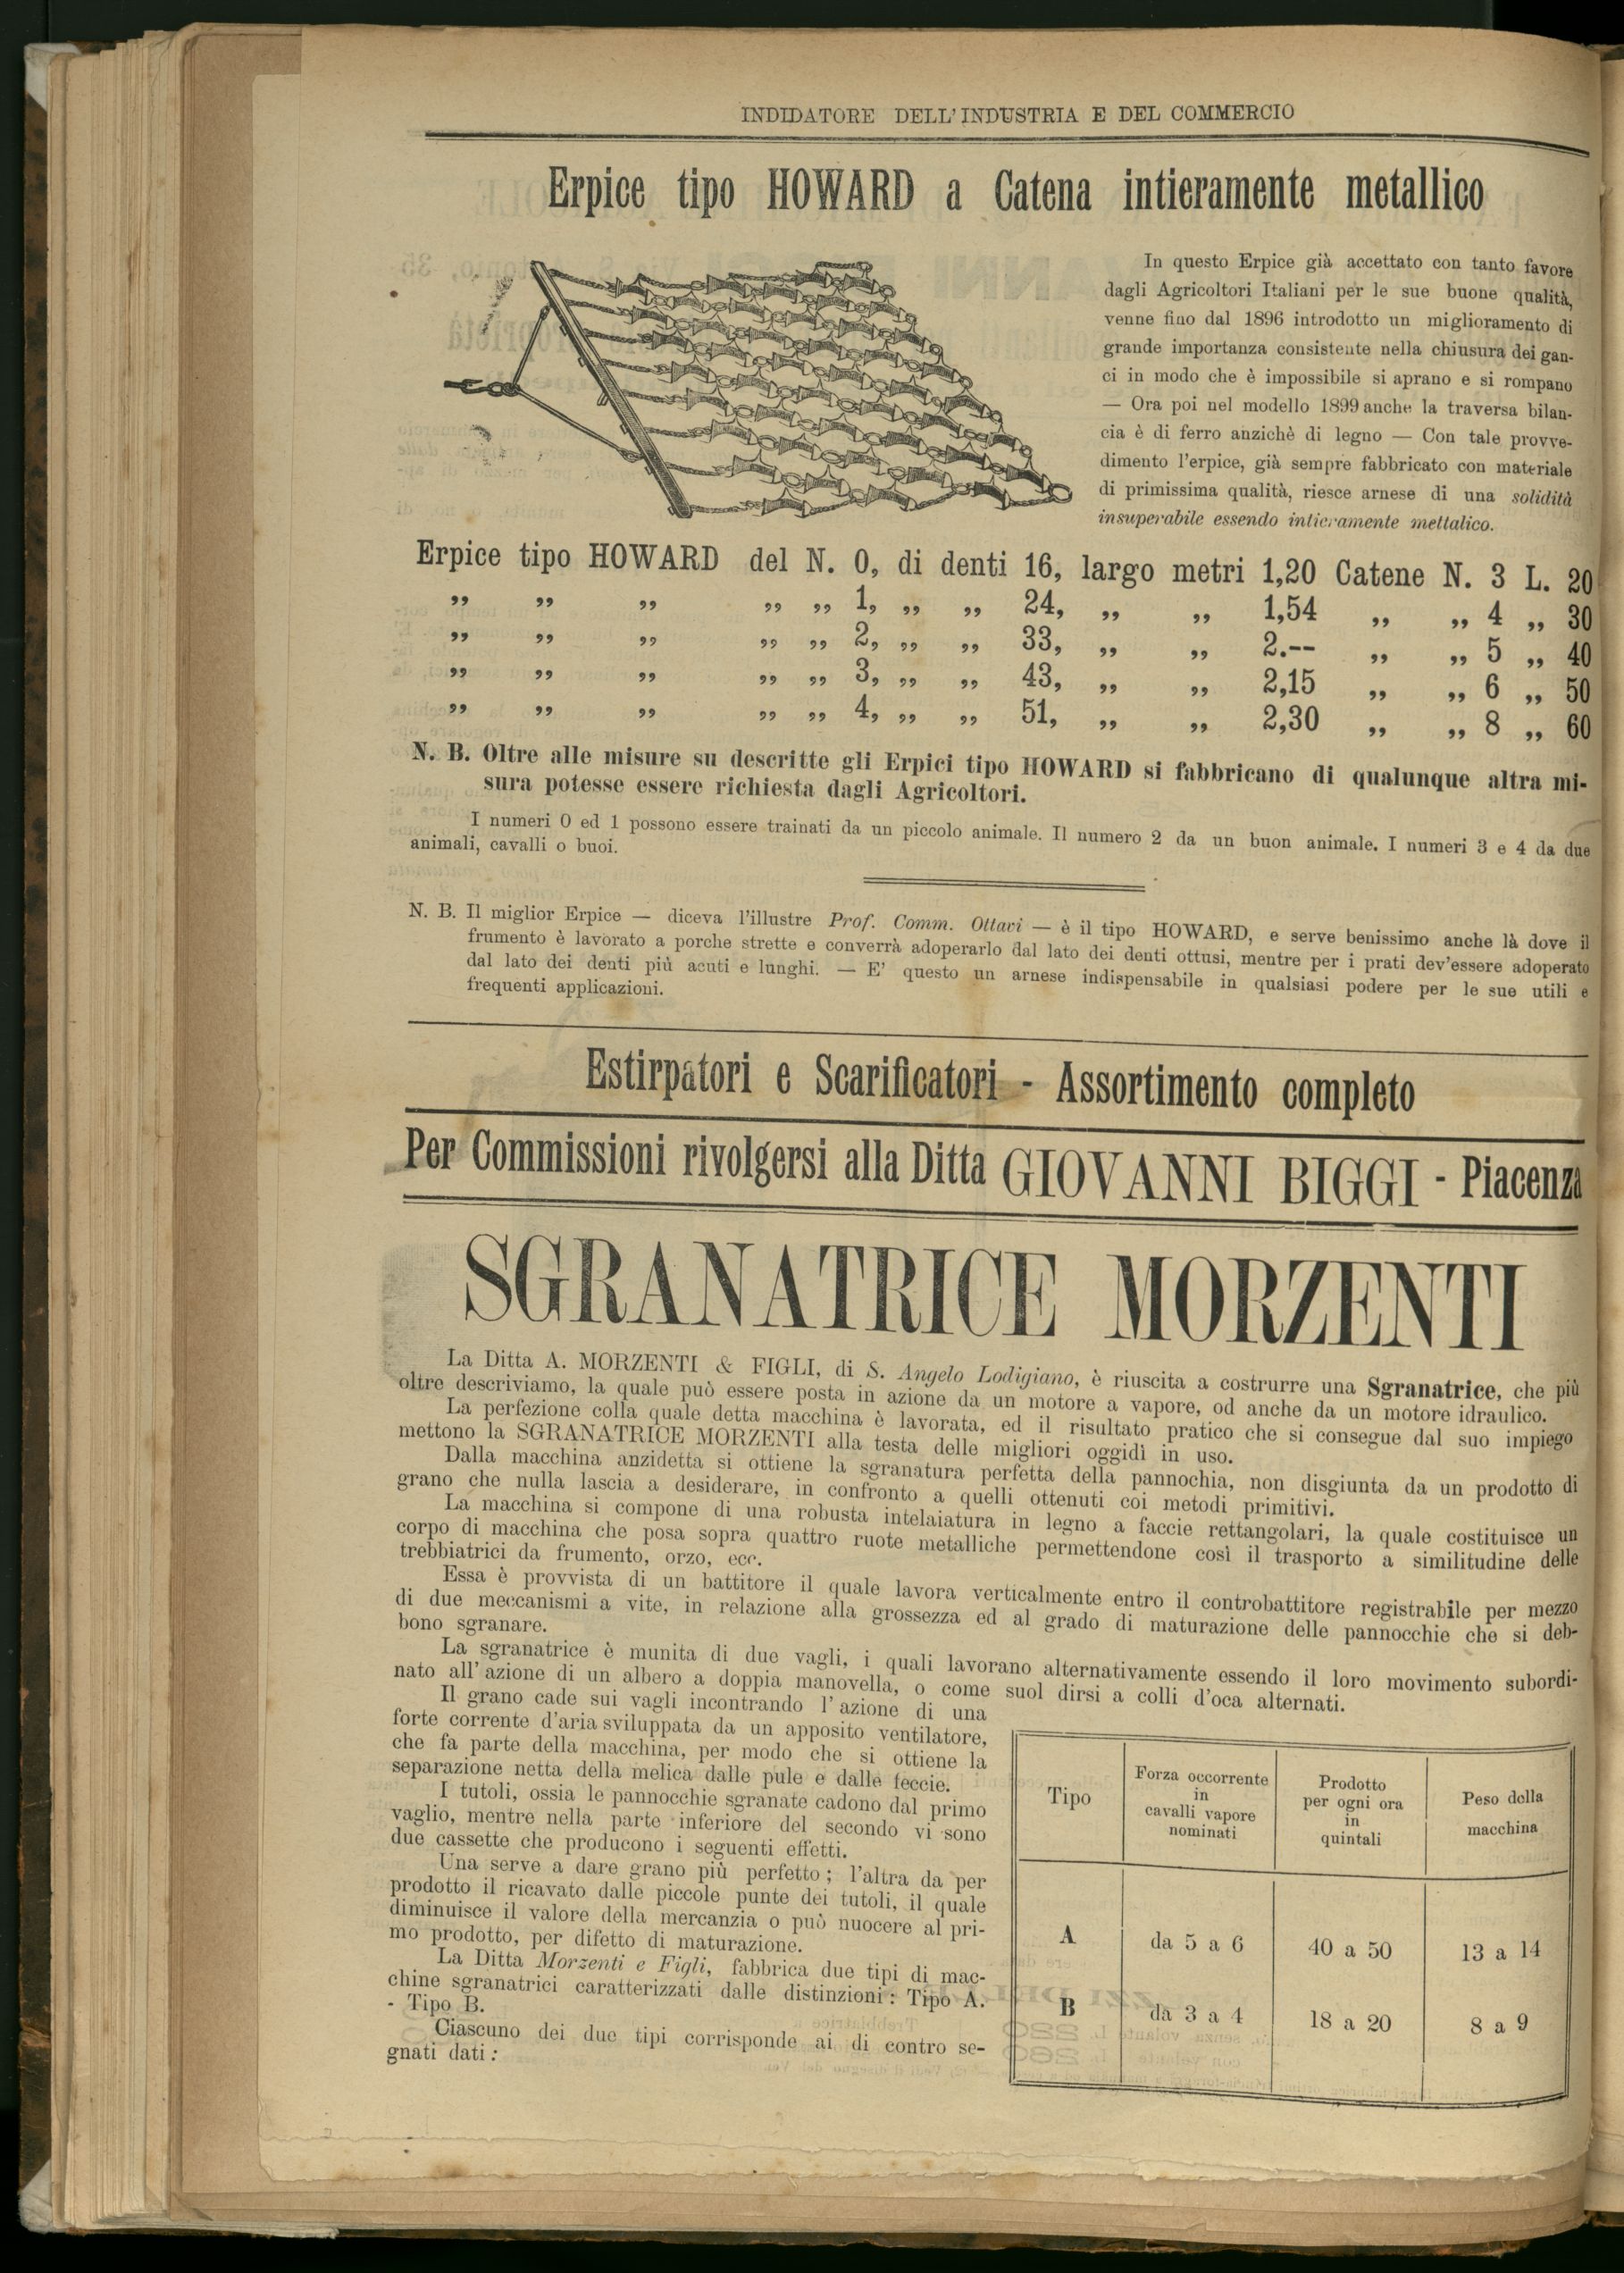 INDIDATORE DELL'INDUSTRIA E DEL COMMERCIO
Erpice tipo HOWARD a Catena intieramente metallico
In questo Erpice già accettato con tanto favore
dagli Agricoltori Italiani per le sue buone qualità,
venne fino dal 1896 introdotto un miglioramento di
grande importanza consistente nella chiusura dei gan-
ci in modo che è impossibile si aprano e si rompano
— Ora poi nel modello 1899 anche la traversa bilan-
cia è di ferro anzichè di legno — Con tale provve-
dimento l'erpice, già sempre fabbricato con materiale
di primissima qualità, riesce arnese di una solidità
insuperabile essendo intieramente mettalico.
Erpice tipo HOWARD del N. 0, di denti 16, largo metri 1,20 Catene N. 3 L. 20
„ „ „ „ „ 1, „ „ 24, „ „ 1,54 „ „ 4 „ 30
„ „ „ „ „ 2, „ „ 33, „ „ 2.-- „ „ 5 „ 40
„ „ „ „ „ 3, „ „ 43, „ „ 2,15 „ „ 6 „ 50
„ „ „ „ „ 4, „ „ 51, „ „ 2,30 „ „ 8 „ 60
N. B. Oltre alle misure su descritte gli Erpici tipo HOWARD si fabbricano di qualunque altra mi-
sura potesse essere richiesta dagli Agricoltori.
I numeri 0 ed 1 possono essere trainati da un piccolo animale. Il numero 2 da un buon animale. I numeri 3 e 4 da due
animali, cavalli o buoi.
N. B. Il miglior Erpice — diceva l'illustre Prof. Comm. Ottavi — è il tipo HOWARD, e serve benissimo anche là dove il
frumento è lavorato a porche strette e converrà adoperarlo dal lato dei denti ottusi, mentre per i prati dev'essere adoperato
dal lato dei denti più acuti e lunghi. — E' questo un arnese indispensabile in qualsiasi podere per le sue utili e
frequenti applicazioni.
Estirpatori e Scarificatori - Assortimento completo
Per Commissioni rivolgersi alla Ditta GIOVANNI BIGGI - Piacenza
SGRANATRICE MORZENTI
La Ditta A. MORZENTI & FIGLI, di S. Angelo Lodigiano, è riuscita a costrurre una Sgranatrice, che più
oltre descriviamo, la quale può essere posta in azione da un motore a vapore, od anche da un motore idraulico.
La perfezione colla quale detta macchina è lavorata, ed il risultato pratico che si consegue dal suo impiego
mettono la SGRANATRICE MORZENTI alla testa delle migliori oggidì in uso.
Dalla macchina anzidetta si ottiene la sgranatura perfetta della pannochia, non disgiunta da un prodotto di
grano che nulla lascia a desiderare, in confronto a quelli ottenuti coi metodi primitivi.
La macchina si compone di una robusta intelaiatura in legno a faccie rettangolari, la quale costituisce un
corpo di macchina che posa sopra quattro ruote metalliche permettendone così il trasporto a similitudine delle
trebbiatrici da frumento, orzo, ecc.
Essa è provvista di un battitore il quale lavora verticalmente entro il controbattitore registrabile per mezzo
di due meccanismi a vite, in relazione alla grossezza ed al grado di maturazione delle pannocchie che si deb-
bono sgranare.
La sgranatrice è munita di due vagli, i quali lavorano alternativamente essendo il loro movimento subordi-
nato all'azione di un albero a doppia manovella, o come suol dirsi a colli d'oca alternati.
Il grano cade sui vagli incontrando l'azione di una
forte corrente d'aria sviluppata da un apposito ventilatore,
che fa parte della macchina, per modo che si ottiene la
separazione netta della melica dalle pule e dalle feccie.
I tutoli, ossia le pannocchie sgranate cadono dal primo
vaglio, mentre nella parte inferiore del secondo vi sono
due cassette che producono i seguenti effetti.
Una serve a dare grano più perfetto; l'altra da per
prodotto il ricavato dalle piccole punte dei tutoli, il quale
diminuisce il valore della mercanzia o può nuocere al pri-
mo prodotto, per difetto di maturazione.
La Ditta Morzenti e Figli, fabbrica due tipi di mac-
chine sgranatrici caratterizzati dalle distinzioni: Tipo A.
- Tipo B.
Ciascuno dei due tipi corrisponde ai di contro se-
gnati dati:
Tipo
Forza occorrente
in
cavalli vapore
nominati
Prodotto
per ogni ora
in
quintali
Peso della
macchina
A da 5 a 6 40 a 50 13 a 14
B da 3 a 4 18 a 20 8 a 9